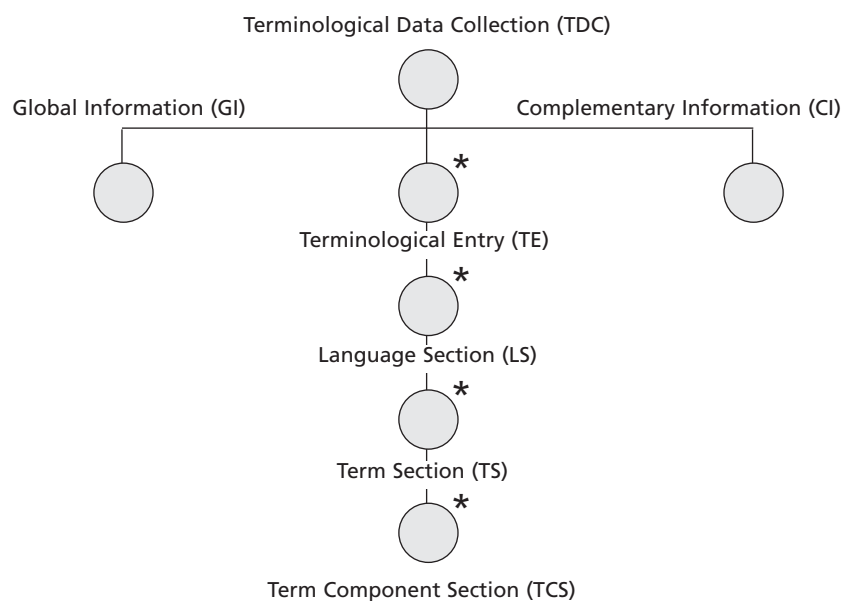 Terminological Data Collection (TDC)
Global Information (GI)
Complementary Information (CI)
*
Terminological Entry (TE)
*
Language Section (LS)
*
Term Section (TS)
*
Term Component Section (TCS)